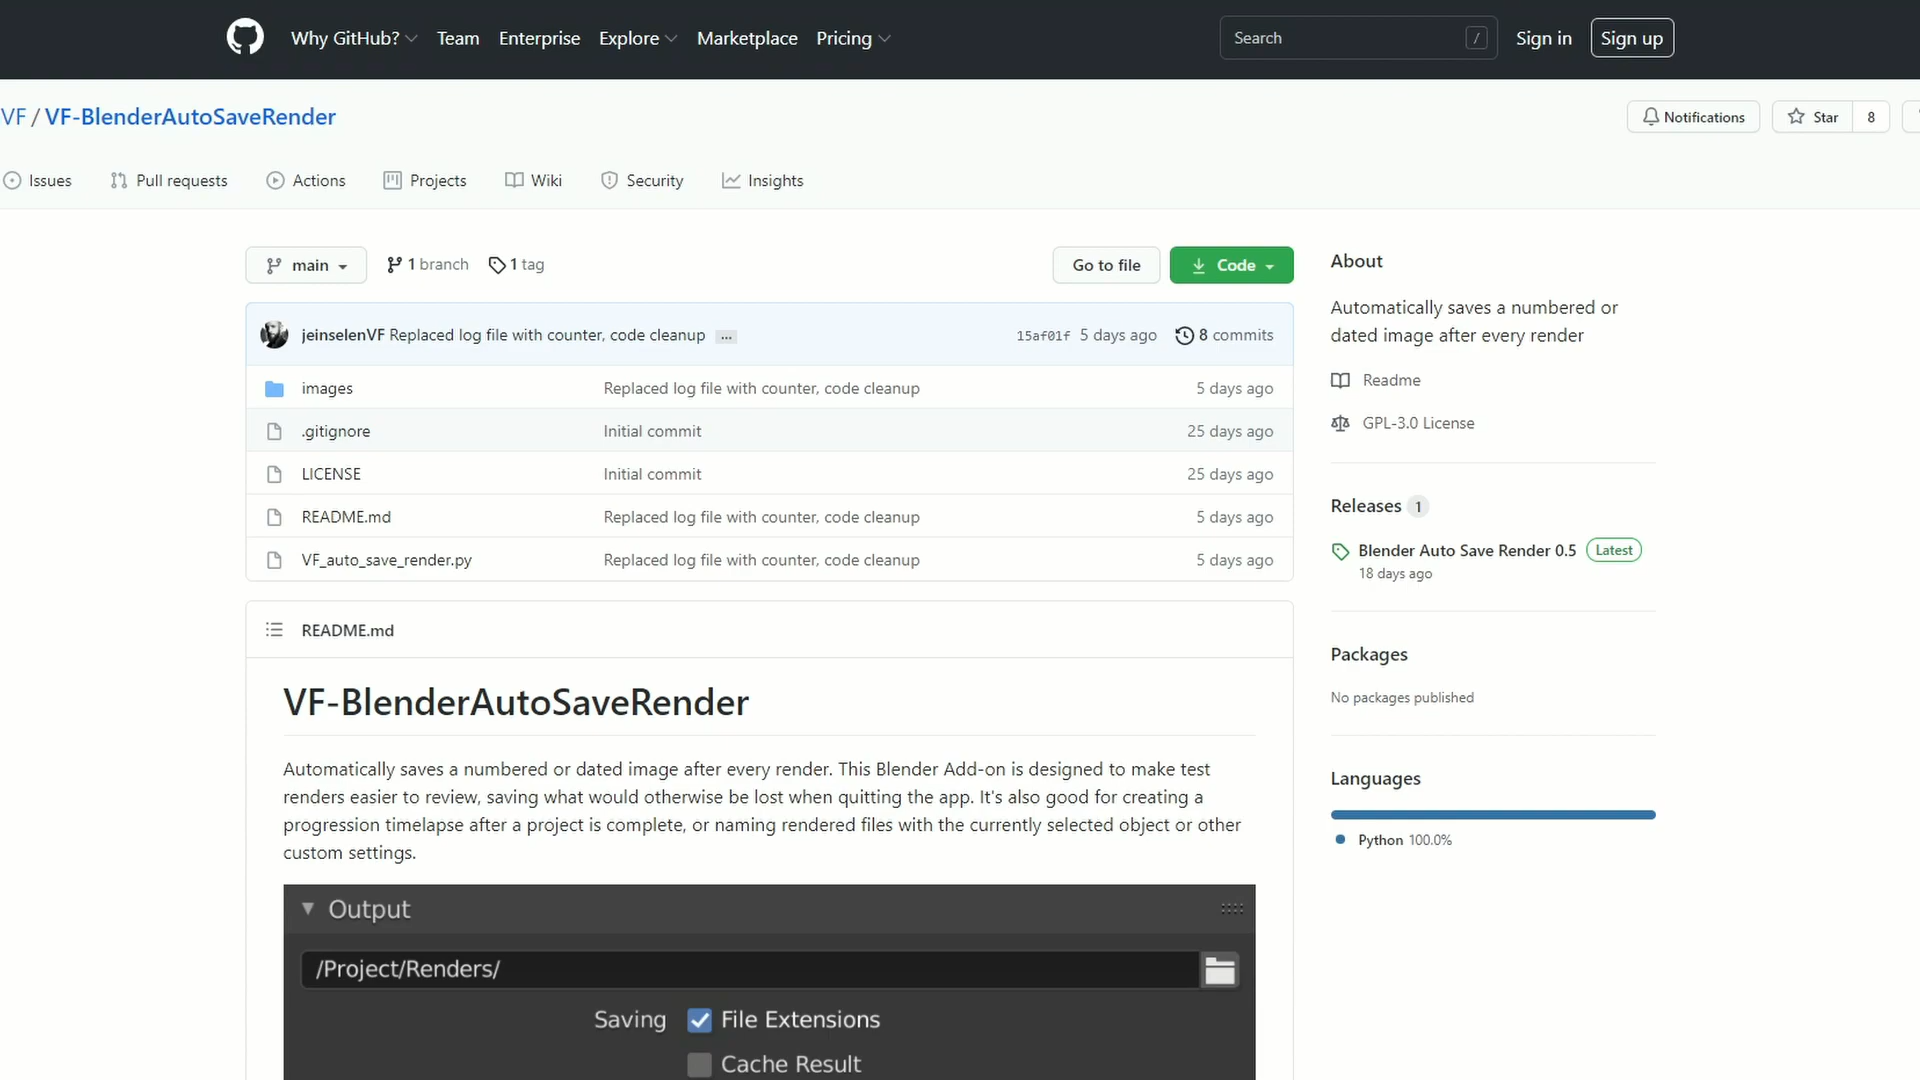 Why GitHub? Team Enterprise Explore Marketplace Pricing Search / Sign in Sign up
VF / VF-BlenderAutoSaveRender Notifications Star 8
Issues Pull requests Actions Projects Wiki Security Insights
main 1 branch 1 tag Go to file Code
jeinselenVF Replaced log file with counter, code cleanup ... 15af01f 5 days ago 8 commits
images Replaced log file with counter, code cleanup 5 days ago
.gitignore Initial commit 25 days ago
LICENSE Initial commit 25 days ago
README.md Replaced log file with counter, code cleanup 5 days ago
VF_auto_save_render.py Replaced log file with counter, code cleanup 5 days ago
README.md
VF-BlenderAutoSaveRender
Automatically saves a numbered or dated image after every render. This Blender Add-on is designed to make test
renders easier to review, saving what would otherwise be lost when quitting the app. It's also good for creating a
progression timelapse after a project is complete, or naming rendered files with the currently selected object or other
custom settings.
Output
/Project/Renders/
Saving File Extensions
Cache Result
About
Automatically saves a numbered or
dated image after every render
Readme
GPL-3.0 License
Releases 1
Blender Auto Save Render 0.5 Latest
18 days ago
Packages
No packages published
Languages
Python 100.0%